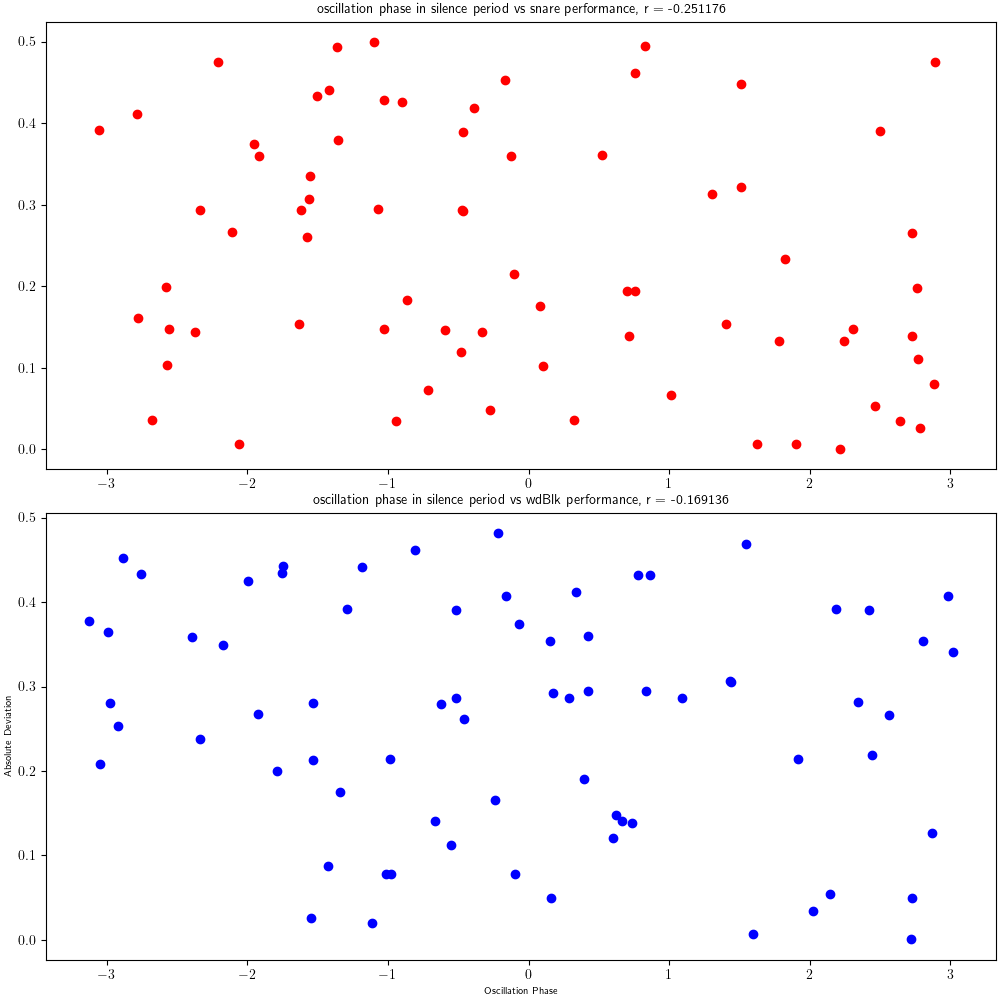 oscillation phase in silence period vs snare performance, r = -0.251176
0.5
0.4
0.3
0.2
0.1
0.0
−3 −2 −1 0 1 2 3
oscillation phase in silence period vs wdBlk performance, r = -0.169136
0.5
0.4
0.3
0.2
0.1
0.0
Absolute Deviation
−3 −2 −1 0 1 2 3
Oscillation Phase